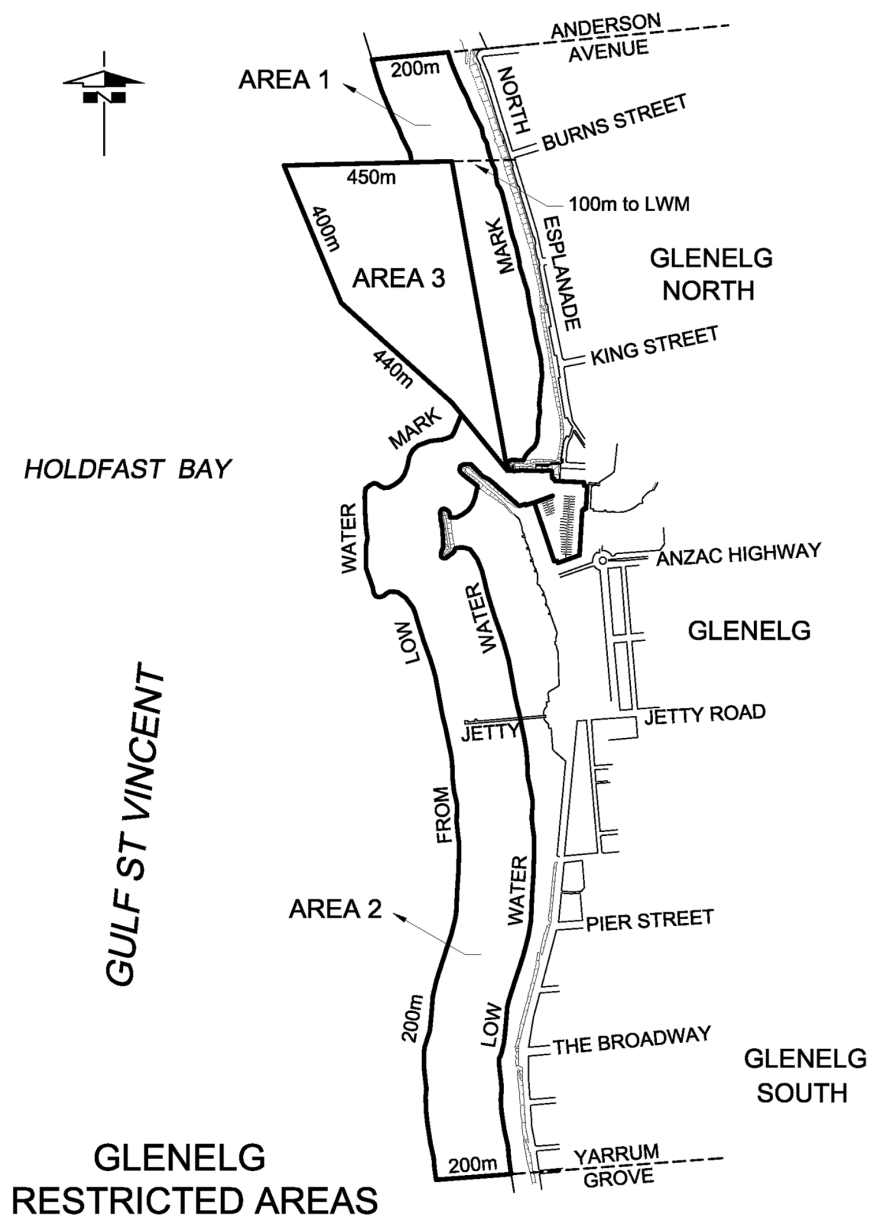 ANDERSON
AVENUE
200m
AREA 1
NORTH
BURNS STREET
450m
100m to LWM
400m
MARK
ESPLANADE
AREA 3
GLENELG
NORTH
KING STREET
440m
MARK
HOLDFAST BAY
WATER
ANZAC HIGHWAY
WATER
LOW
GLENELG
JETTY
JETTY ROAD
GULF ST VINCENT
FROM
WATER
AREA 2
PIER STREET
200m
LOW
THE BROADWAY
GLENELG
SOUTH
200m
YARRUM
GROVE
GLENELG
RESTRICTED AREAS
N